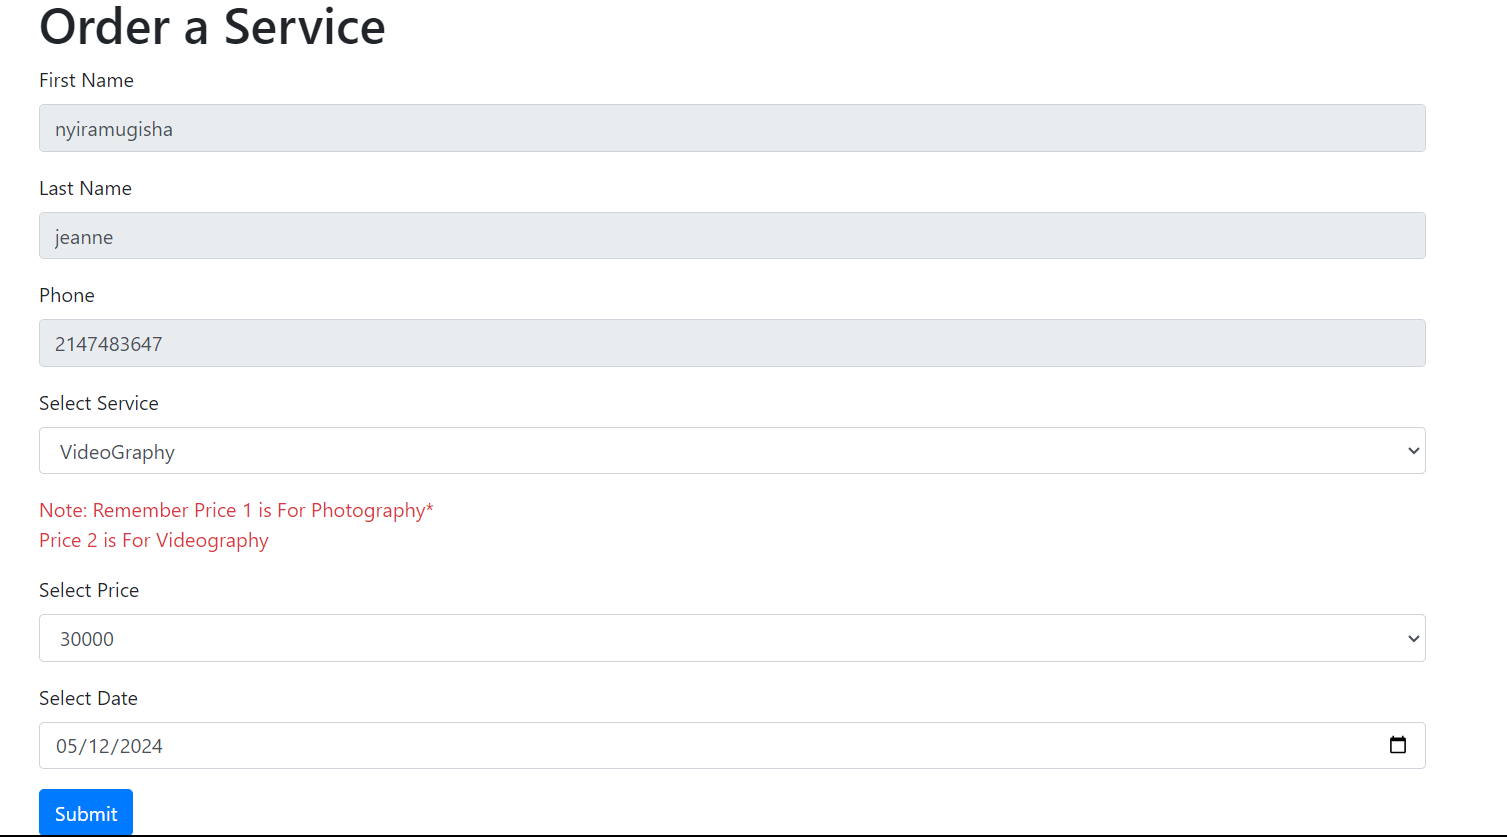 Order a Service
First Name
nyiramugisha
Last Name
jeanne
Phone
2147483647
Select Service
VideoGraphy
Note: Remember Price 1 is For Photography*
Price 2 is For Videography
Select Price
30000
Select Date
05/12/2024
Submit